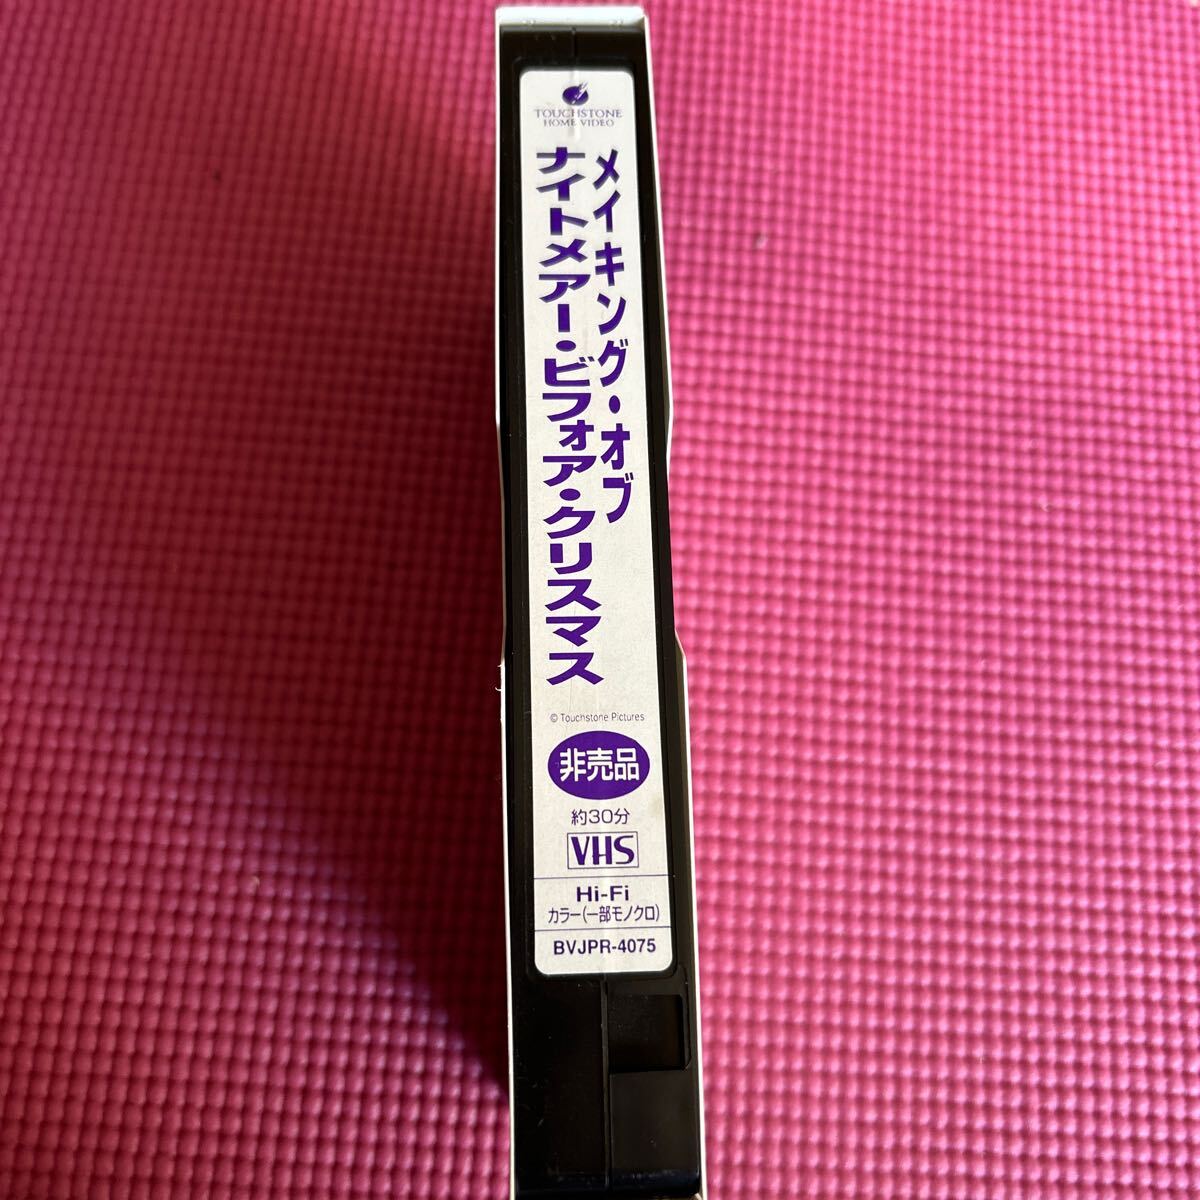 TOUCHSTONE
HOME VIDEO
メイキング・オブ
ナイトメアー・ビフォア・クリスマス
© Touchstone Pictures
非売品
約30分
VHS
Hi-Fi
カラー(一部モノクロ)
BVJPR-4075